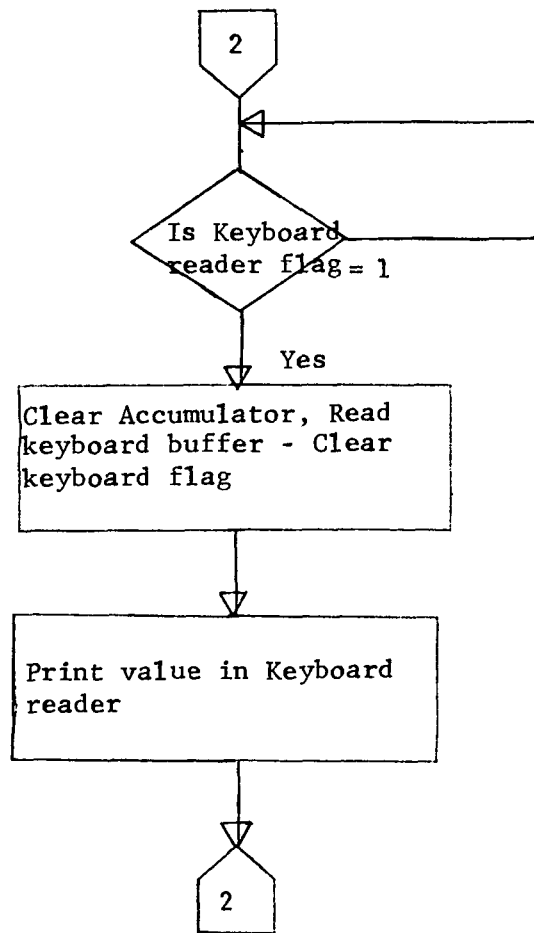 2
Is Keyboard
reader flag = 1
Yes
Clear Accumulator, Read
keyboard buffer - Clear
keyboard flag
Print value in Keyboard
reader
2